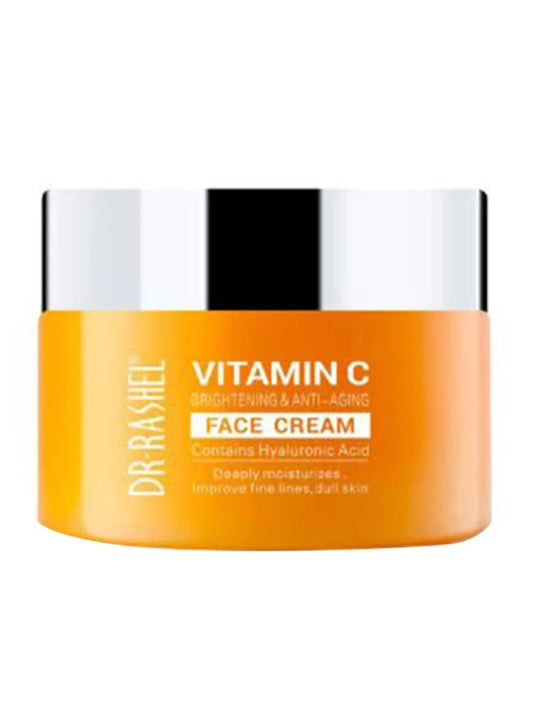 DR·RASHEL
VITAMIN C
BRIGHTENING & ANTI-AGING
FACE CREAM
Contains Hyaluronic Acid
Deeply moisturizes
Improve fine lines, dull skin